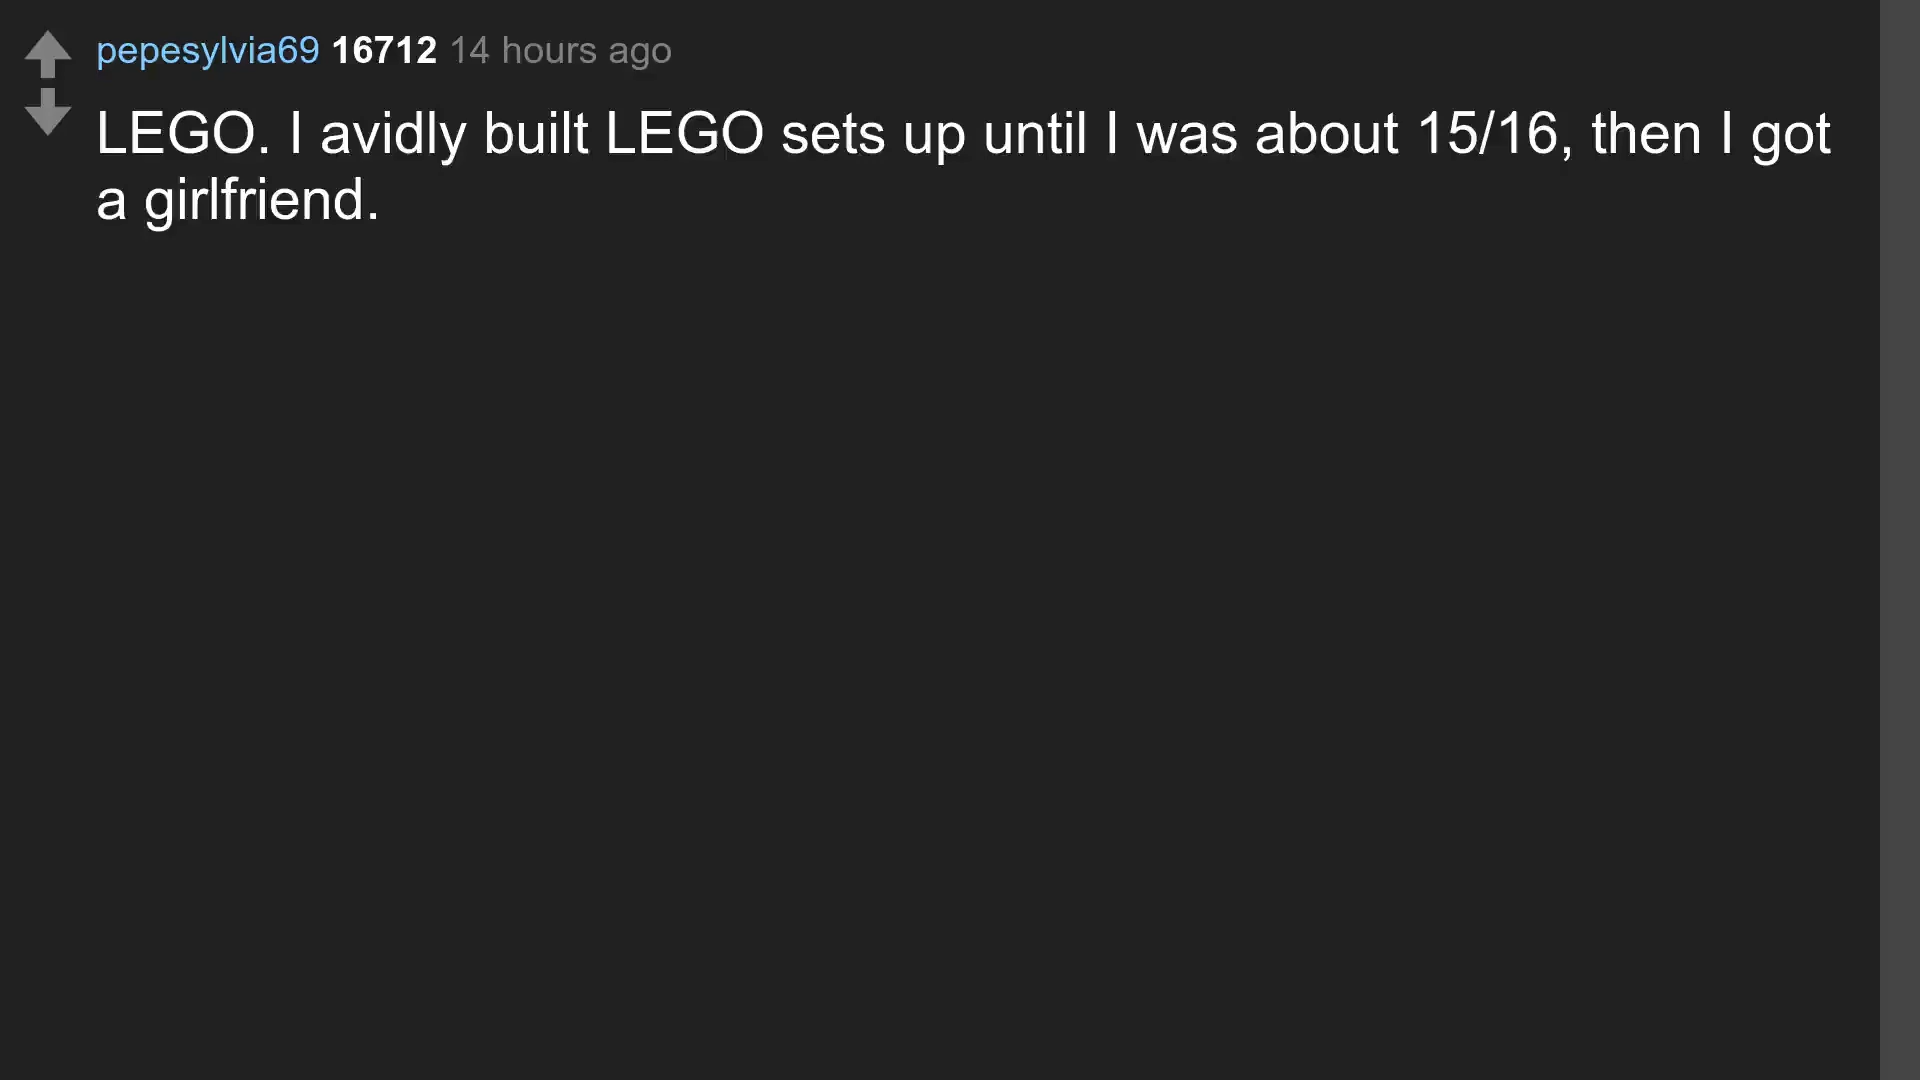 pepesylvia69 16712 14 hours ago
LEGO. I avidly built LEGO sets up until I was about 15/16, then I got
a girlfriend.